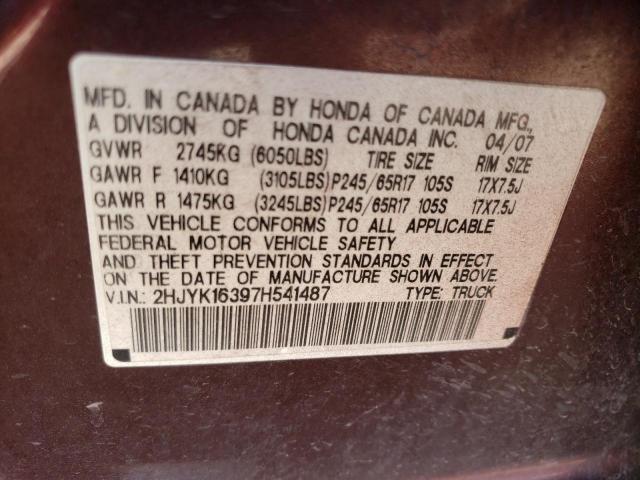 MFD. IN CANADA BY HONDA OF CANADA MFG.,
A DIVISION OF HONDA CANADA INC. 04/07
GVWR 2745KG (6050LBS) TIRE SIZE RIM SIZE
GAWR F 1410KG (3105LBS)P245/65R17 105S 17X7.5J
GAWR R 1475KG (3245LBS)P245/65R17 105S 17X7.5J
THIS VEHICLE CONFORMS TO ALL APPLICABLE
FEDERAL MOTOR VEHICLE SAFETY
AND THEFT PREVENTION STANDARDS IN EFFECT
ON THE DATE OF MANUFACTURE SHOWN ABOVE.
V.I.N.: 2HJYK16397H541487 TYPE: TRUCK